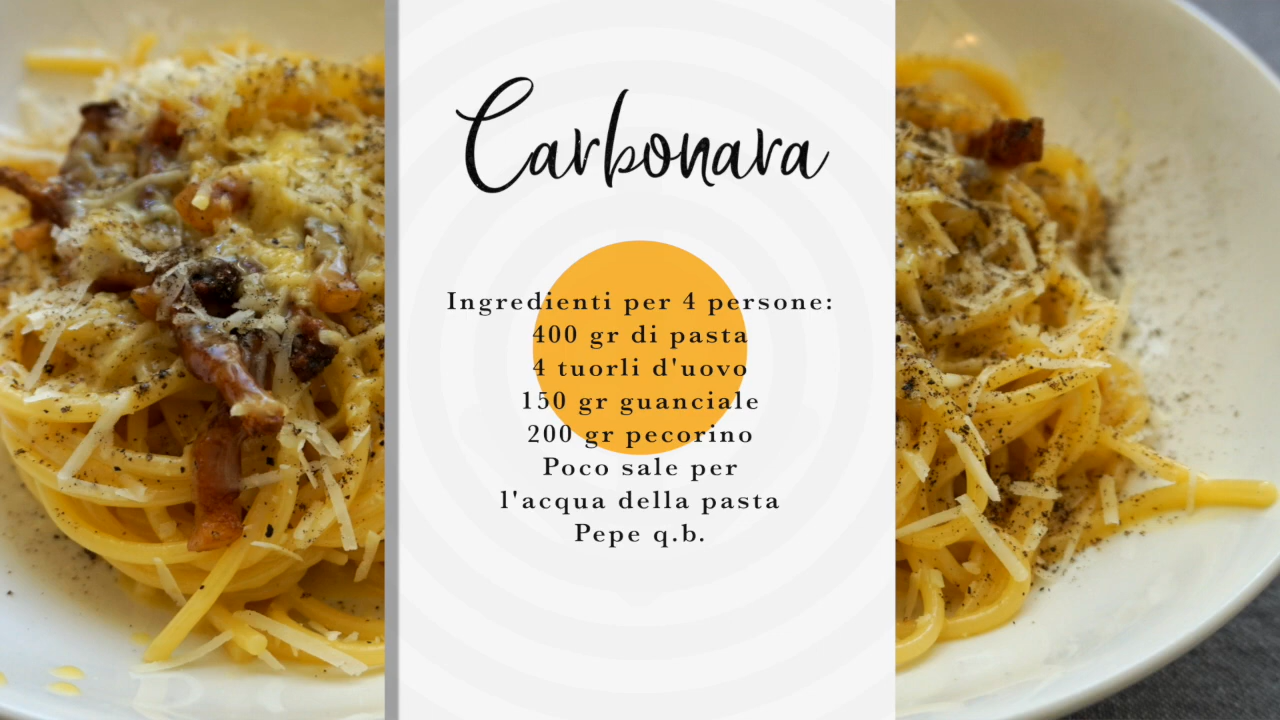 Carbonara
Ingredienti per 4 persone:
400 gr di pasta
4 tuorli d'uovo
150 gr guanciale
200 gr pecorino
Poco sale per
l'acqua della pasta
Pepe q.b.